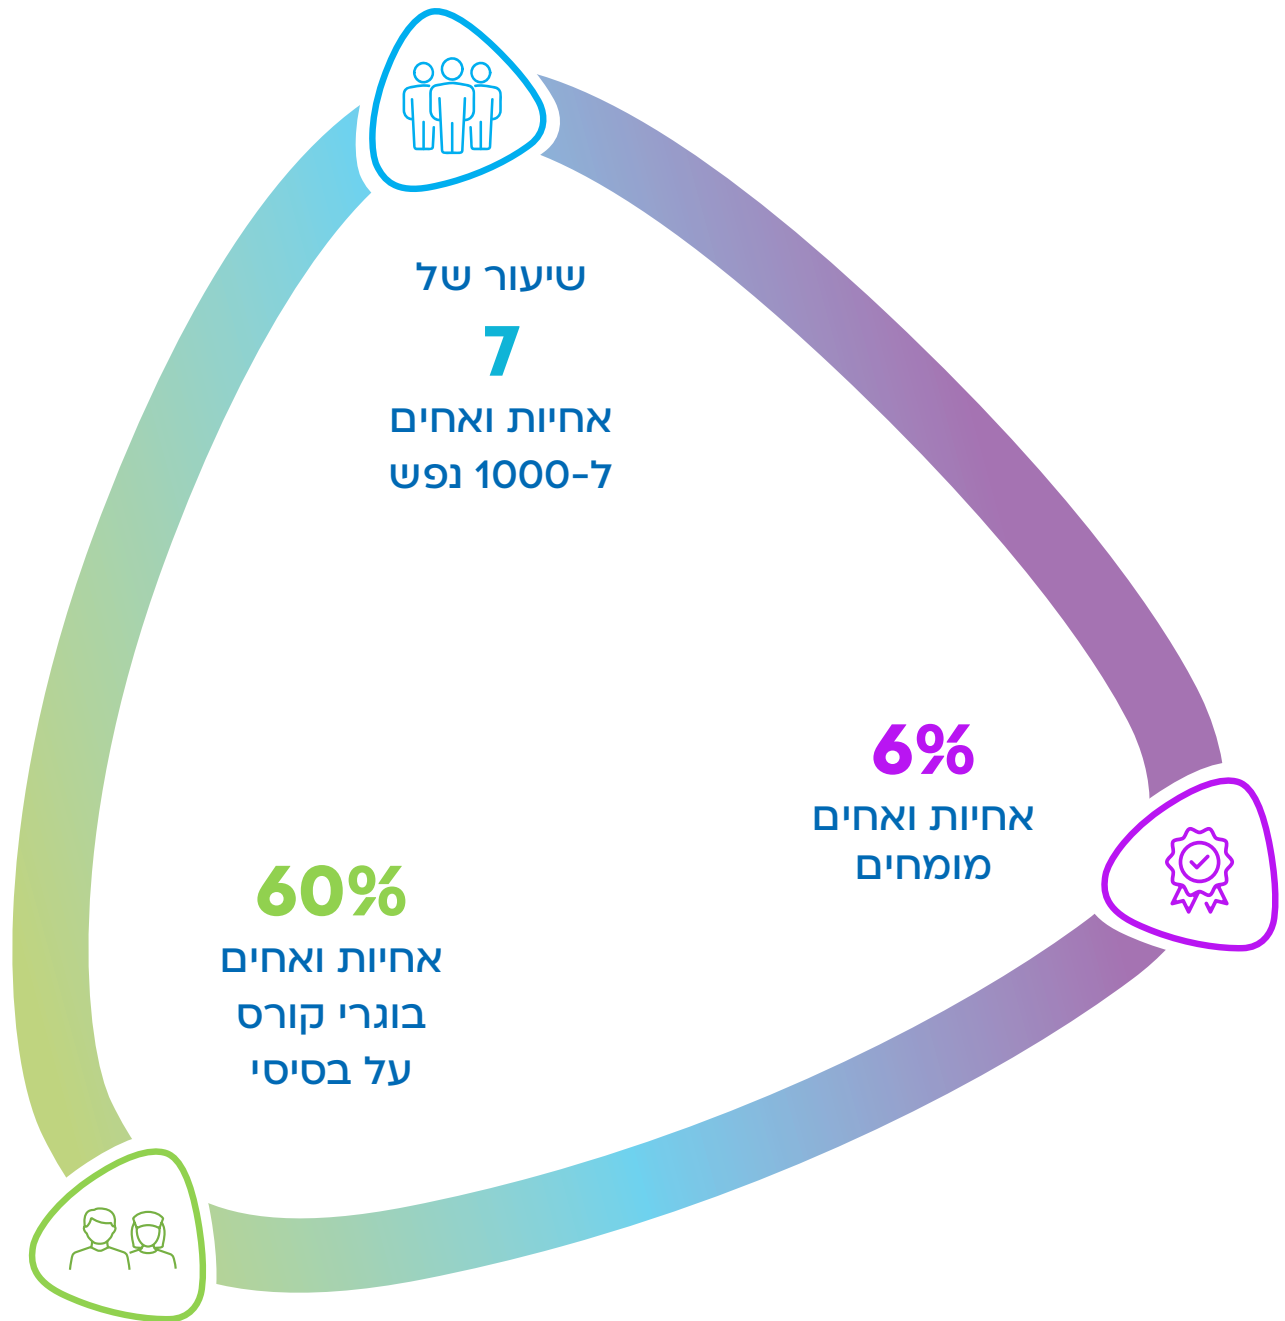 שיעור של
7
אחיות ואחים
ל-1000 נפש
6%
אחיות ואחים
מומחים
60%
אחיות ואחים
בוגרי קורס
על בסיסי